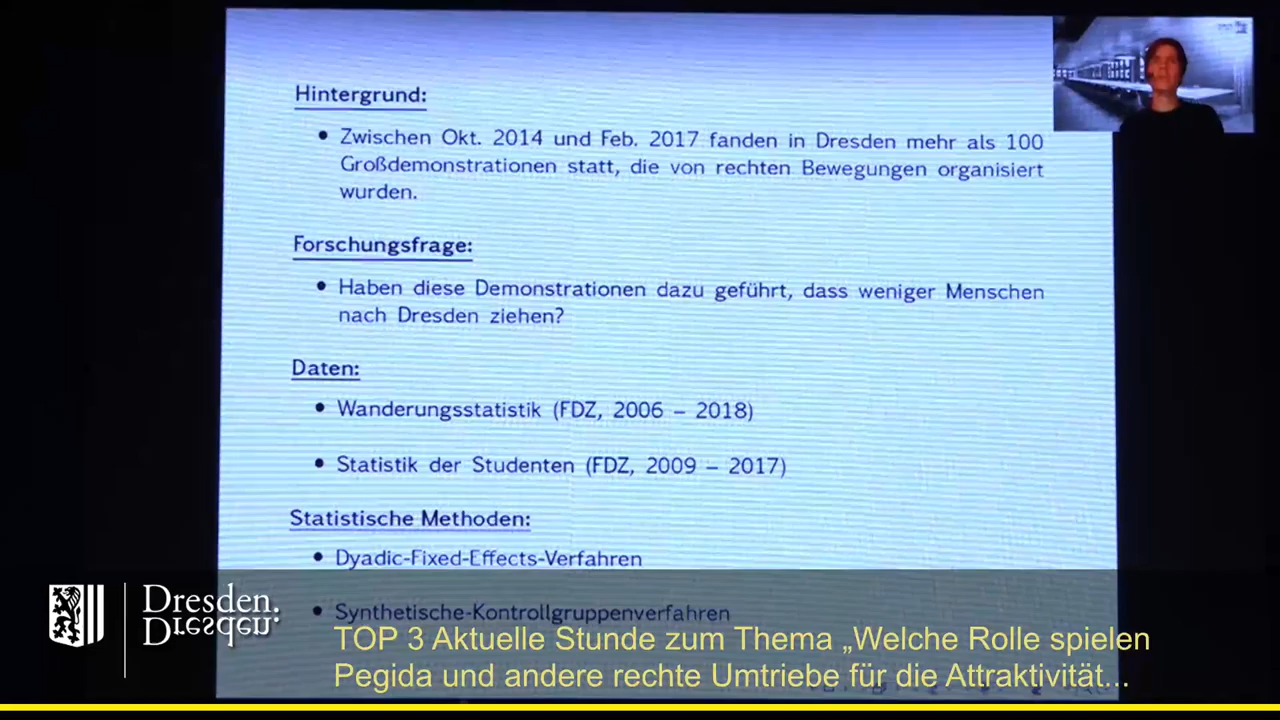 Hintergrund:
• Zwischen Okt. 2014 und Feb. 2017 fanden in Dresden mehr als 100
Großdemonstrationen statt, die von rechten Bewegungen organisiert
wurden.
Forschungsfrage:
• Haben diese Demonstrationen dazu geführt, dass weniger Menschen
nach Dresden ziehen?
Daten:
• Wanderungsstatistik (FDZ, 2006 – 2018)
• Statistik der Studenten (FDZ, 2009 – 2017)
Statistische Methoden:
• Dyadic-Fixed-Effects-Verfahren
• Synthetische-Kontrollgruppenverfahren
Dresden.
Dresden.
TOP 3 Aktuelle Stunde zum Thema „Welche Rolle spielen
Pegida und andere rechte Umtriebe für die Attraktivität...